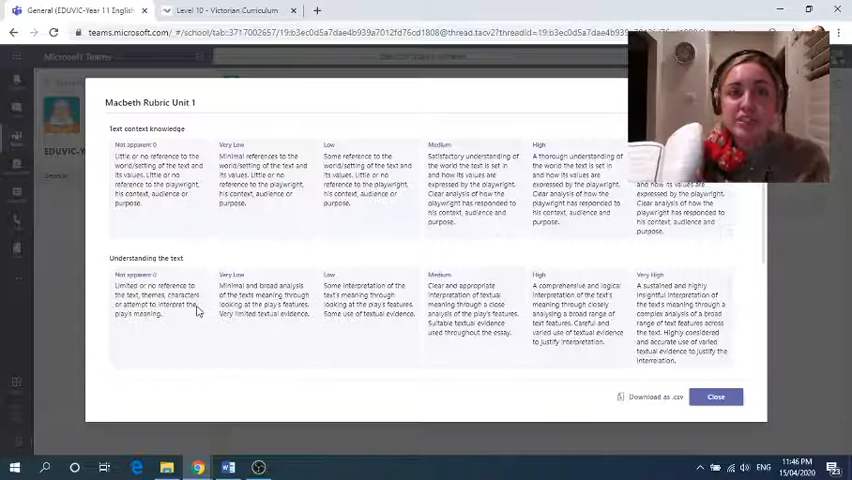 General (EDUVIC-Year 11 English
Level 10 - Victorian Curriculum
teams.microsoft.com/_#/school/tab:3717002657/19:b3ec0d5a7dad4f0c9000912fd76cd1808@thread.tacv2?threadId=19:b3ec0d5a7dad
Microsoft Teams
EDUVIC-Y
Macbeth Rubric Unit 1
Text context knowledge
Not apparent 0
Little or no reference to the
world/setting of the text and
its values. Little or no
reference to the playwright,
his context, audience or
purpose.
Very Low
Minimal references to the
world/setting of the text and
its values. Little or no
reference to the playwright,
his context, audience or
purpose.
Low
Some reference to the
world/setting of the text and
its values. Little or no
reference to the playwright,
his context, audience or
purpose.
Medium
Satisfactory understanding of
the world the text is set in
and how its values are
expressed by the playwright.
Clear analysis of how the
playwright has responded to
his context, audience and
purpose.
High
A thorough understanding of
the world the text is set in
and how its values are
expressed by the playwright.
Clear analysis of how the
playwright has responded to
his context, audience and
purpose.
and how its values are
expressed by the playwright.
Clear analysis of how the
playwright has responded to
his context, audience and
purpose.
Understanding the text
Not apparent 0
Limited or no reference to
the text, themes, characters
or attempt to interpret the
play's meaning.
Very Low
Minimal and broad analysis
of the texts meaning through
looking at the play's features.
Very limited textual evidence.
Low
Some interpretation of the
text's meaning through
looking at the play's features.
Some use of textual evidence.
Medium
Clear and appropriate
interpretation of textual
meaning through a close
analysis of the play's features.
Suitable textual evidence
used throughout the essay.
High
A comprehensive and logical
interpretation of the text's
meaning through closely
analysing a broad range of
text features. Careful and
varied use of textual evidence
to justify interpretation.
Very High
A sustained and highly
insightful interpretation of
the text's meaning through a
complex analysis of a broad
range of text features across
the text. Highly considered
and accurate use of varied
textual evidence to justify the
interrelation.
Download as .csv
Close
ENG
11:46 PM
15/04/2020
23